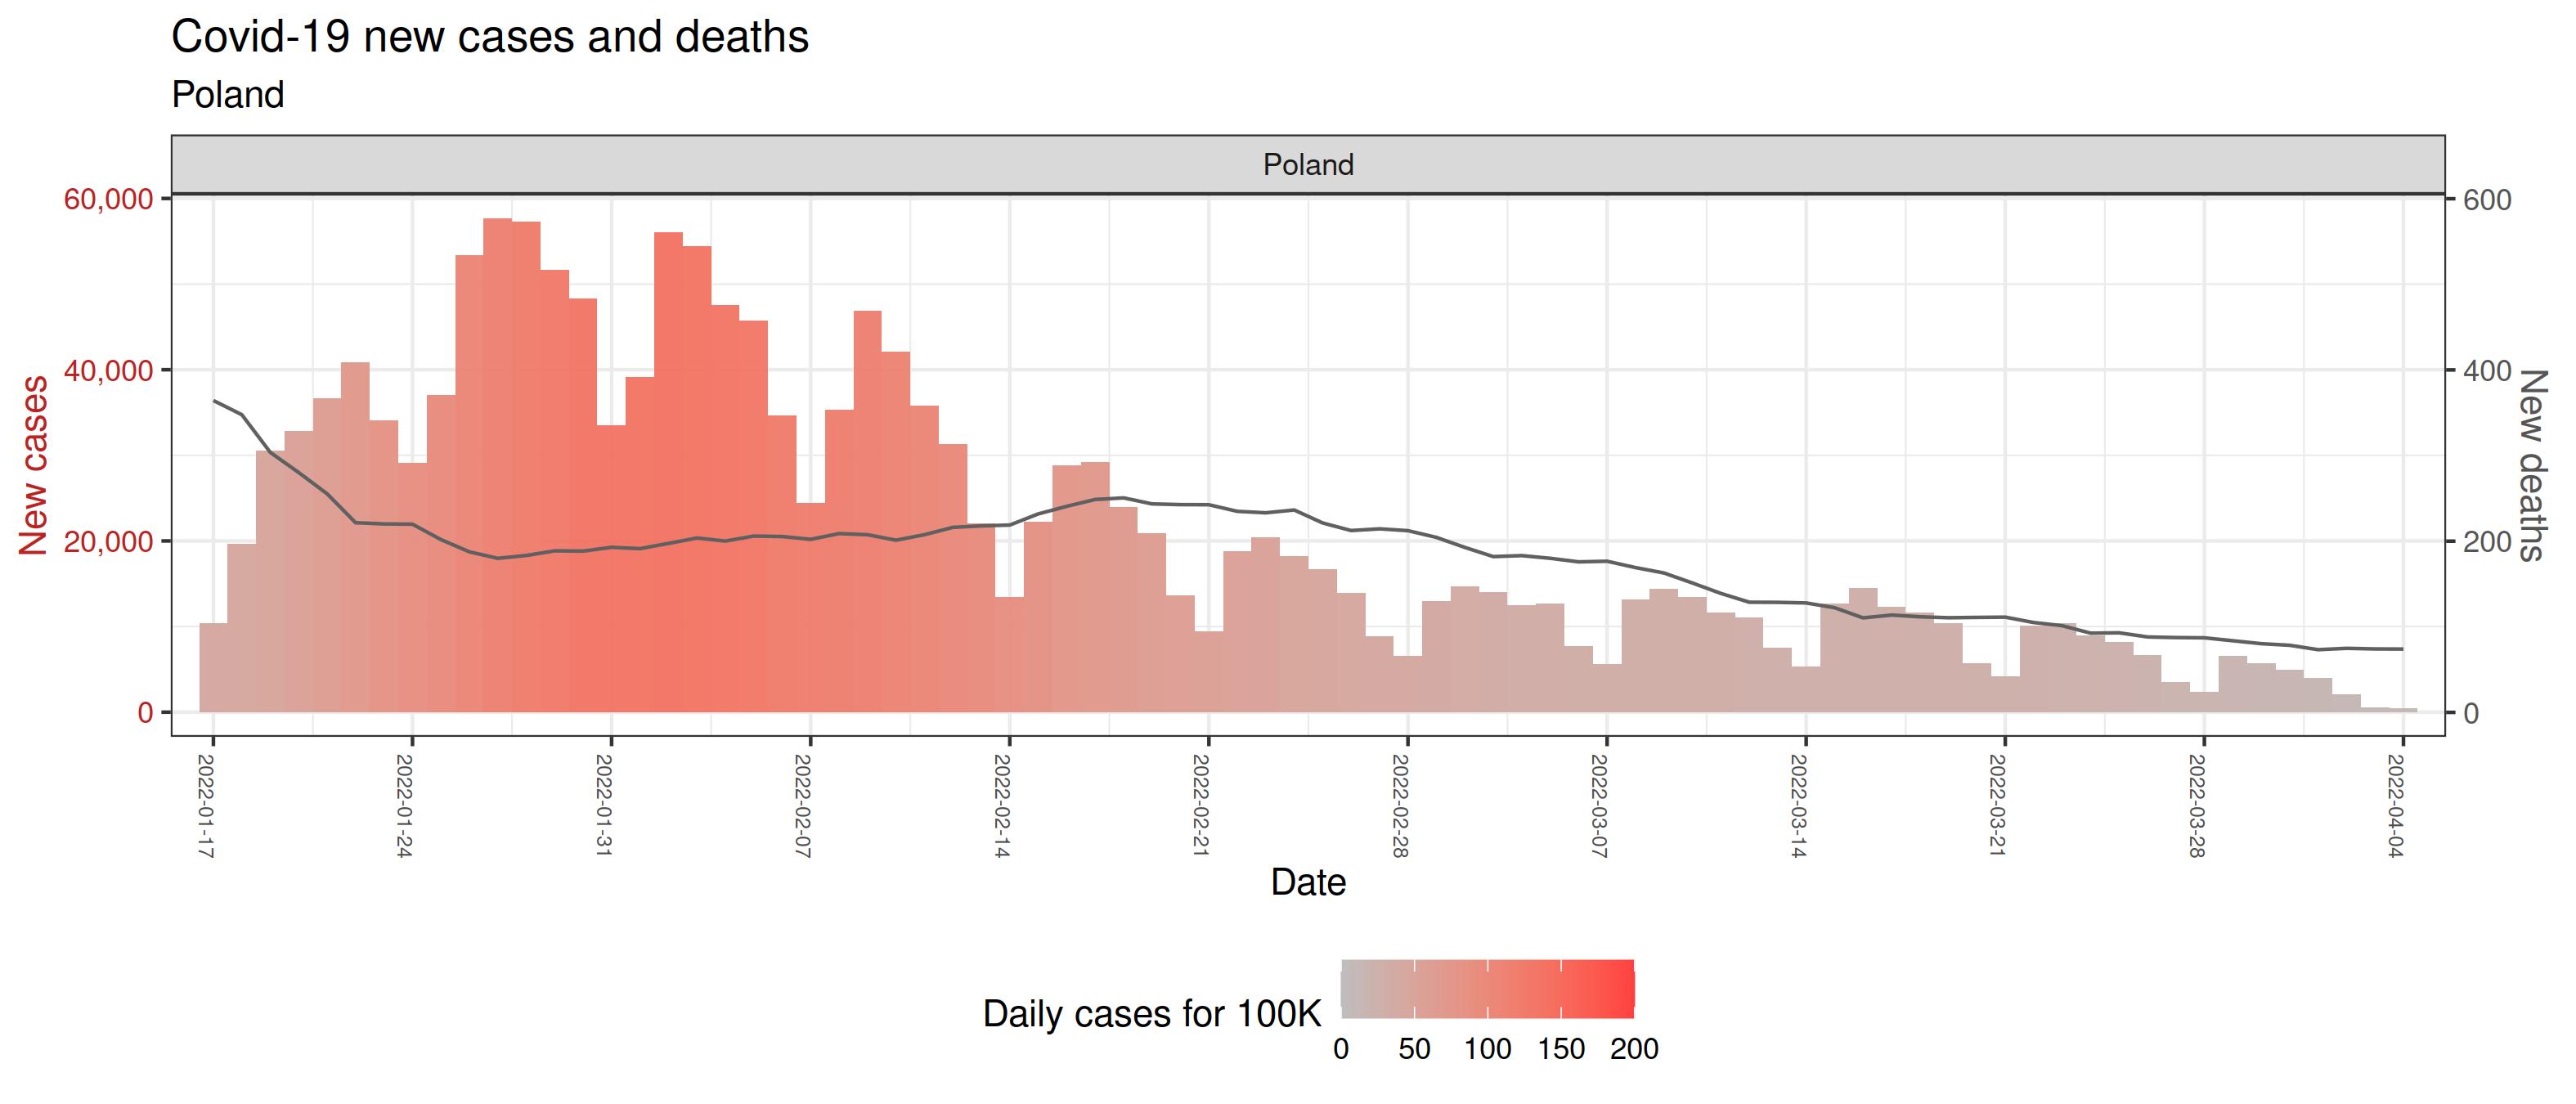 Covid-19 new cases and deaths
Poland
Poland
60,000
40,000
20,000
0
New cases
600
400
200
0
New deaths
2022-01-17
2022-01-24
2022-01-31
2022-02-07
2022-02-14
2022-02-21
2022-02-28
2022-03-07
2022-03-14
2022-03-21
2022-03-28
2022-04-04
Date
Daily cases for 100K
0 50 100 150 200